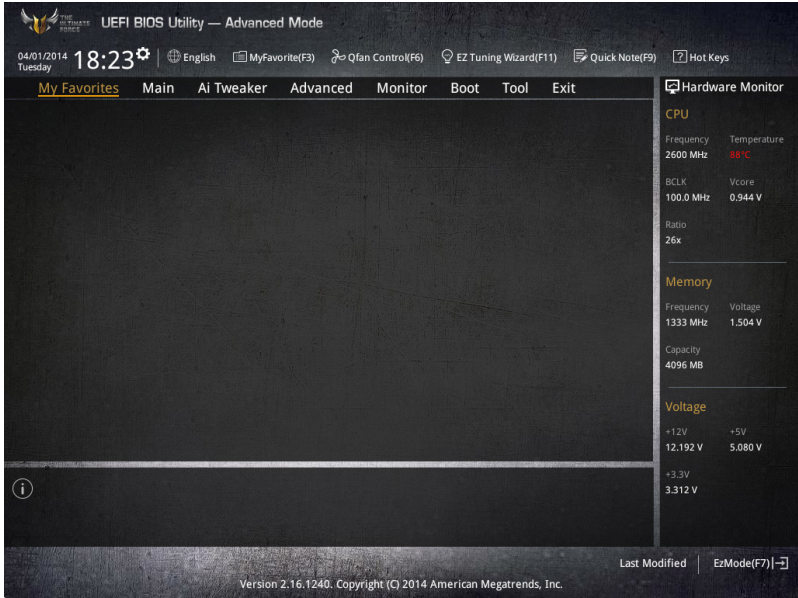 THE ULTIMATE FORCE
UEFI BIOS Utility — Advanced Mode
04/01/2014
Tuesday
18:23
English
MyFavorite(F3)
Qfan Control(F6)
EZ Tuning Wizard(F11)
Quick Note(F9)
? Hot Keys
My Favorites Main Ai Tweaker Advanced Monitor Boot Tool Exit
Hardware Monitor
CPU
Frequency Temperature
2600 MHz 88°C
BCLK Vcore
100.0 MHz 0.944 V
Ratio
26x
Memory
Frequency Voltage
1333 MHz 1.504 V
Capacity
4096 MB
Voltage
+12V +5V
12.192 V 5.080 V
+3.3V
3.312 V
i
Last Modified
EzMode(F7)
Version 2.16.1240. Copyright (C) 2014 American Megatrends, Inc.